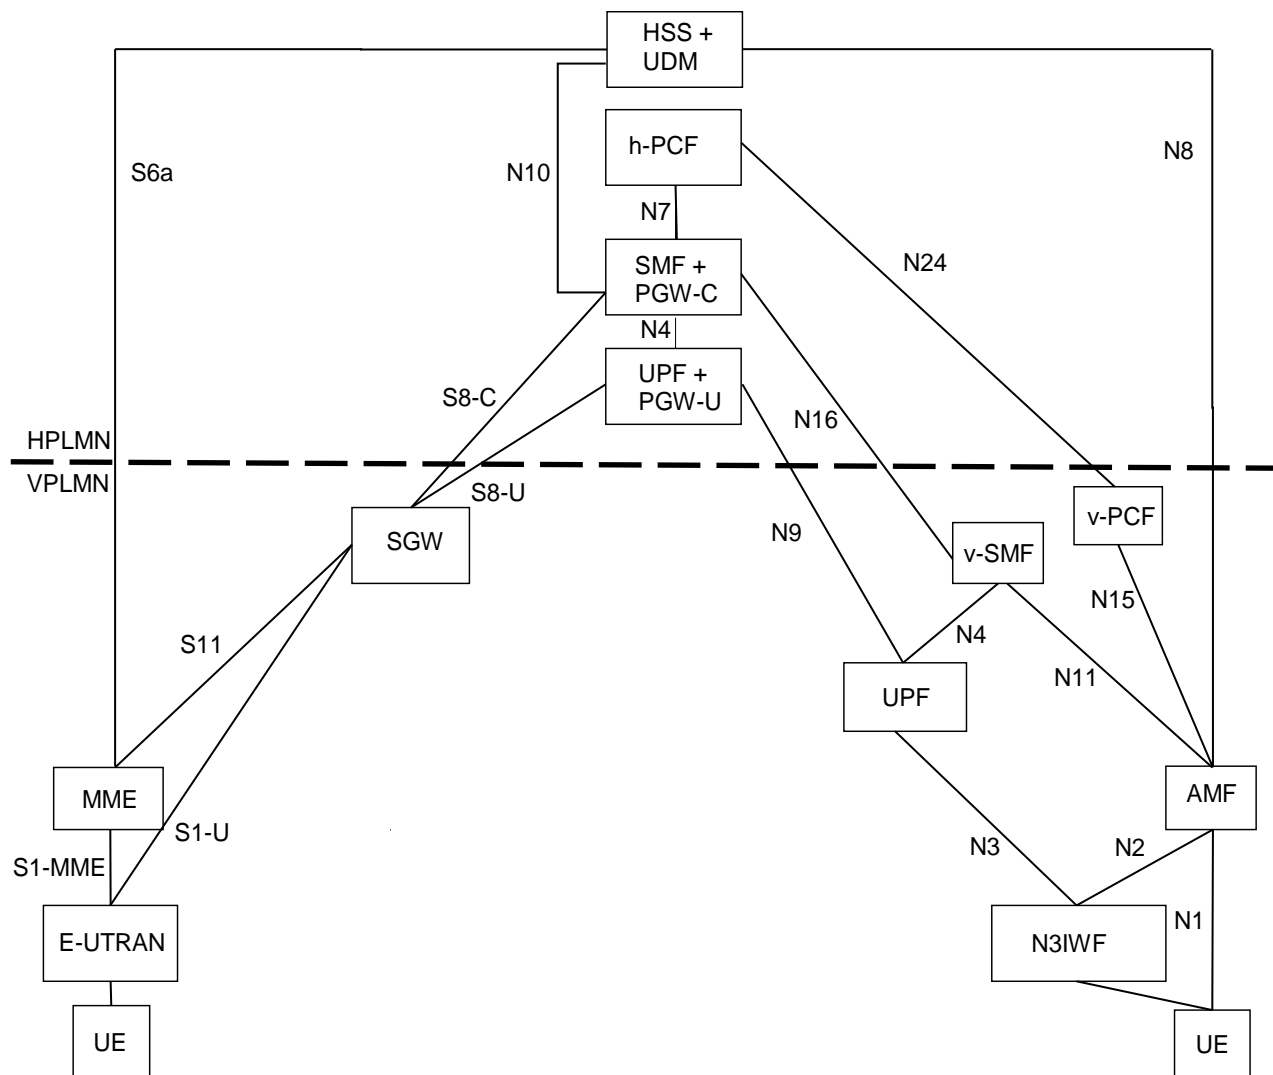 HSS +
UDM
h-PCF
N8
S6a
N10
N7
SMF +
PGW-C
N24
N4
UPF +
PGW-U
S8-C
N16
HPLMN
VPLMN
S8-U
v-PCF
SGW
N9
v-SMF
N15
S11
N4
N11
UPF
MME
AMF
S1-U
N3
N2
S1-MME
N1
E-UTRAN
N3IWF
UE
UE